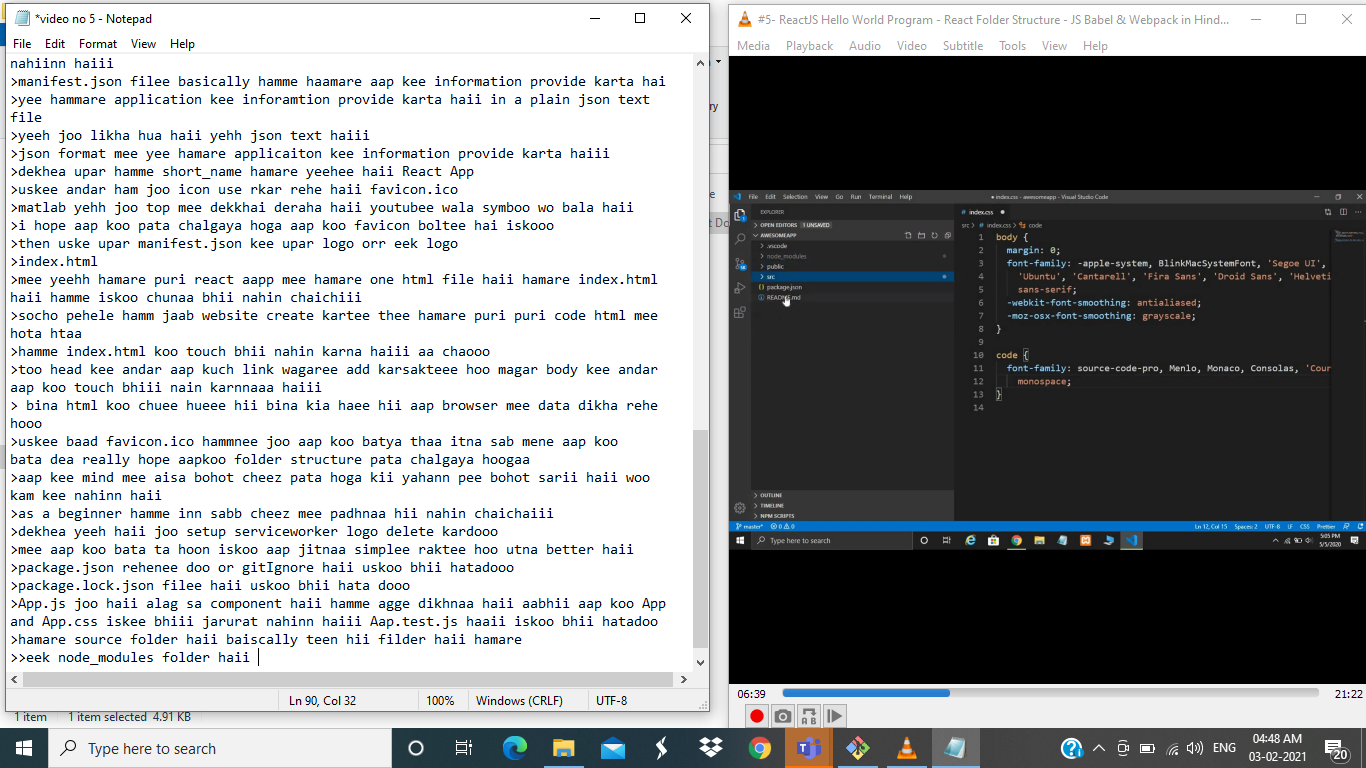 *video no 5 - Notepad
File Edit Format View Help
nahiinn haiii
>manifest.json filee basically hamme haamare aap kee information provide karta hai
>yee hammare application kee inforamtion provide karta haii in a plain json text
file
>yeeh joo likha hua haii yehh json text haiii
>json format mee yee hamare applicaiton kee information provide karta haiii
>dekhea upar hamme short_name hamare yeehee haii React App
>uskee andar ham joo icon use rkar rehe haii favicon.ico
>matlab yehh joo top mee dekkhai deraha haii youtubee wala symboo wo bala haii
>i hope aap koo pata chalgaya hoga aap koo favicon boltee hai iskooo
>then uske upar manifest.json kee upar logo orr eek logo
>index.html
>mee yeehh hamare puri react aapp mee hamare one html file haii hamare index.html
haii hamme iskoo chunaa bhii nahin chaichiii
>socho pehele hamm jaab website create kartee thee hamare puri puri code html mee
hota htaa
>hamme index.html koo touch bhii nahin karna haiii aa chaooo
>too head kee andar aap kuch link wagaree add karsakteee hoo magar body kee andar
aap koo touch bhiii nain karnnaaa haiii
> bina html koo chuee hueee hii bina kia haee hii aap browser mee data dikha rehe
hooo
>uskee baad favicon.ico hammnee joo aap koo batya thaa itna sab mene aap koo
bata dea really hope aapkoo folder structure pata chalgaya hoogaa
>aap kee mind mee aisa bohot cheez pata hoga kii yahann pee bohot sarii haii woo
kam kee nahinn haii
>as a beginner hamme inn sabb cheez mee padhnaa hii nahin chaichaiii
>dekhea yeeh haii joo setup serviceworker logo delete kardooo
>mee aap koo bata ta hoon iskoo aap jitnaa simplee raktee hoo utna better haii
>package.json rehenee doo or gitIgnore haii uskoo bhii hatadooo
>package.lock.json filee haii uskoo bhii hata dooo
>App.js joo haii alag sa component haii hamme agge dikhnaa haii aabhii aap koo App
and App.css iskee bhiii jarurat nahinn haiii Aap.test.js haaii iskoo bhii hatadoo
>hamare source folder haii baiscally teen hii filder haii hamare
>>eek node_modules folder haii
Ln 90, Col 32 100% Windows (CRLF) UTF-8
1 item 1 item selected 4.91 KB
#5- ReactJS Hello World Program - React Folder Structure - JS Babel & Webpack in Hind...
Media Playback Audio Video Subtitle Tools View Help
File Edit Selection View Go Run Terminal Help
index.css - awesomeapp - Visual Studio Code
EXPLORER
OPEN EDITORS 1 UNSAVED
AWESOMEAPP
.vscode
node_modules
public
src
package.json
README.md
OUTLINE
TIMELINE
NPM SCRIPTS
# index.css
src > # index.css > code
1 body {
2 margin: 0;
3 font-family: -apple-system, BlinkMacSystemFont, 'Segoe UI',
4 'Ubuntu', 'Cantarell', 'Fira Sans', 'Droid Sans', 'Helveti
5 sans-serif;
6 -webkit-font-smoothing: antialiased;
7 -moz-osx-font-smoothing: grayscale;
8 }
9
10 code {
11 font-family: source-code-pro, Menlo, Monaco, Consolas, 'Cour
12 monospace;
13 }
14
master* 0 0 Ln 12, Col 15 Spaces: 2 UTF-8 LF CSS Prettier
Type here to search
5:05 PM
5/5/2020
06:39 21:22
Type here to search
ENG
04:48 AM
03-02-2021
20